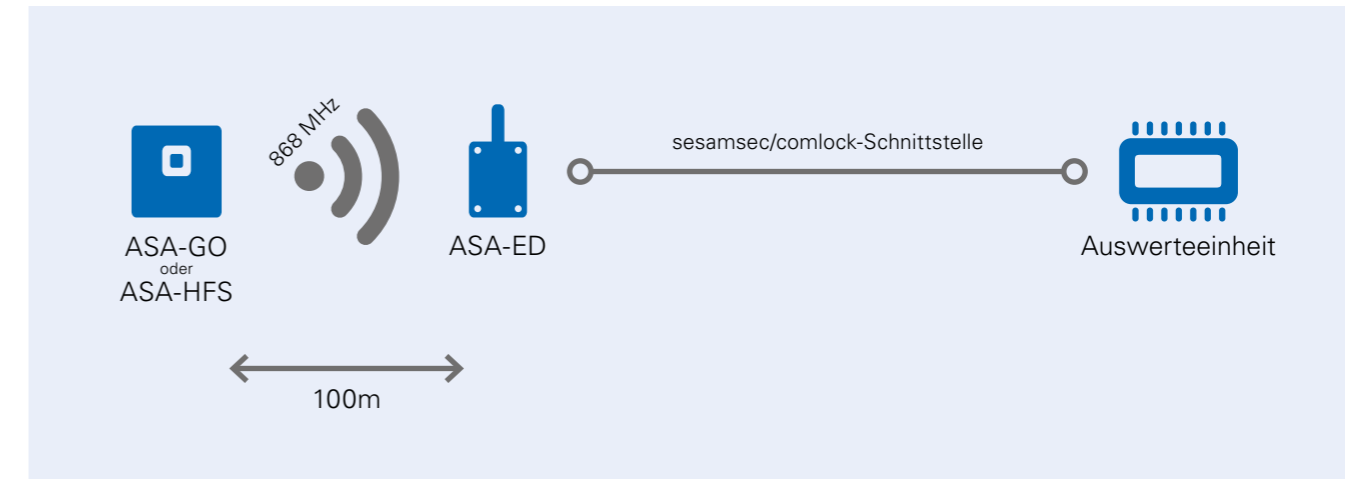 868 MHz
sesamsec/comlock-Schnittstelle
ASA-GO
oder
ASA-HFS
ASA-ED
Auswerteeinheit
100m